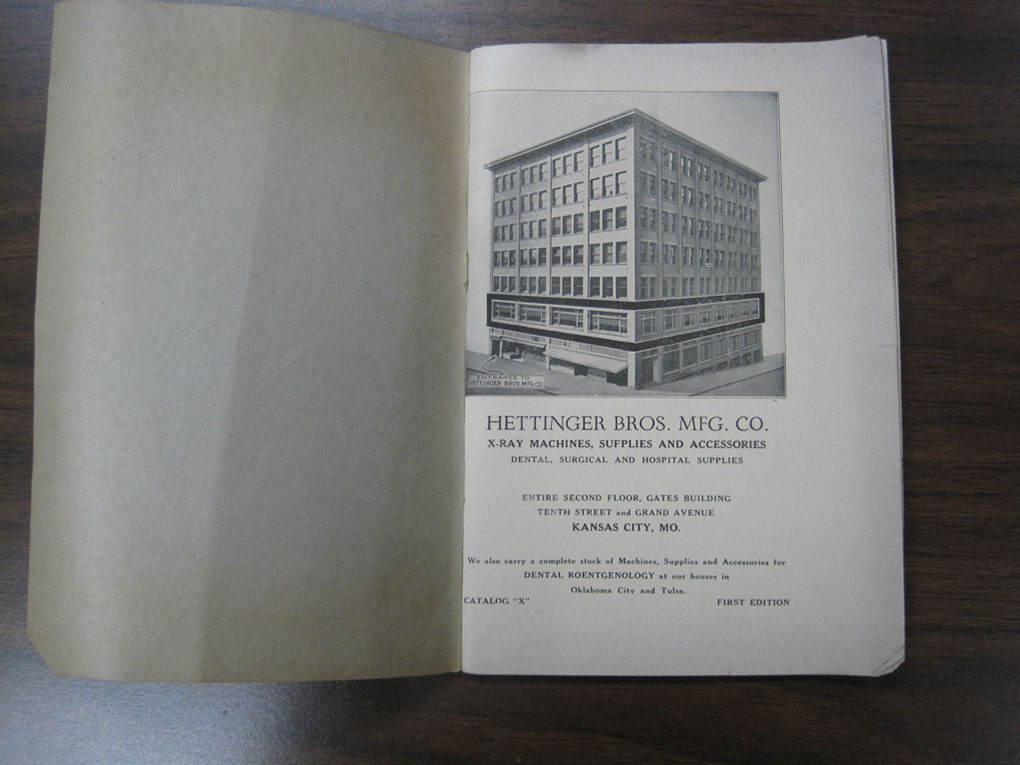 ENTRANCE TO
HETTINGER BROS. MFG. CO.
HETTINGER BROS. MFG. CO.
X-RAY MACHINES, SUPPLIES AND ACCESSORIES
DENTAL, SURGICAL AND HOSPITAL SUPPLIES
ENTIRE SECOND FLOOR, GATES BUILDING
TENTH STREET and GRAND AVENUE
KANSAS CITY, MO.
We also carry a complete stock of Machines, Supplies and Accessories for
DENTAL ROENTGENOLOGY at our houses in
Oklahoma City and Tulsa.
CATALOG "X" FIRST EDITION